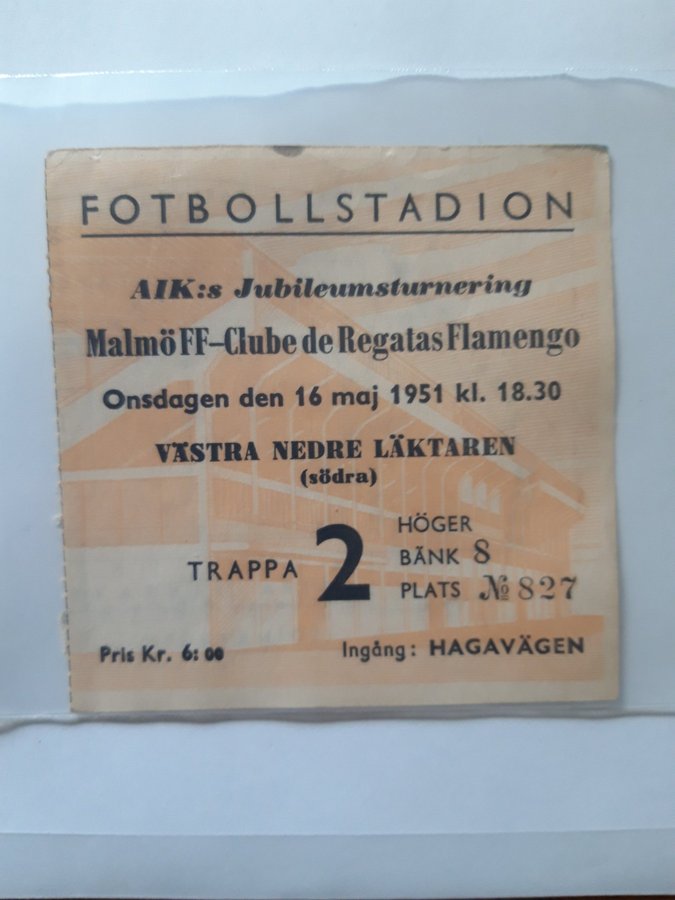 FOTBOLLSTADION
AIK:s Jubileumsturnering
Malmö FF–Clube de Regatas Flamengo
Onsdagen den 16 maj 1951 kl. 18.30
VÄSTRA NEDRE LÄKTAREN
(södra)
TRAPPA 2
HÖGER
BÄNK 8
PLATS № 827
Pris Kr. 6: 00
Ingång: HAGAVÄGEN